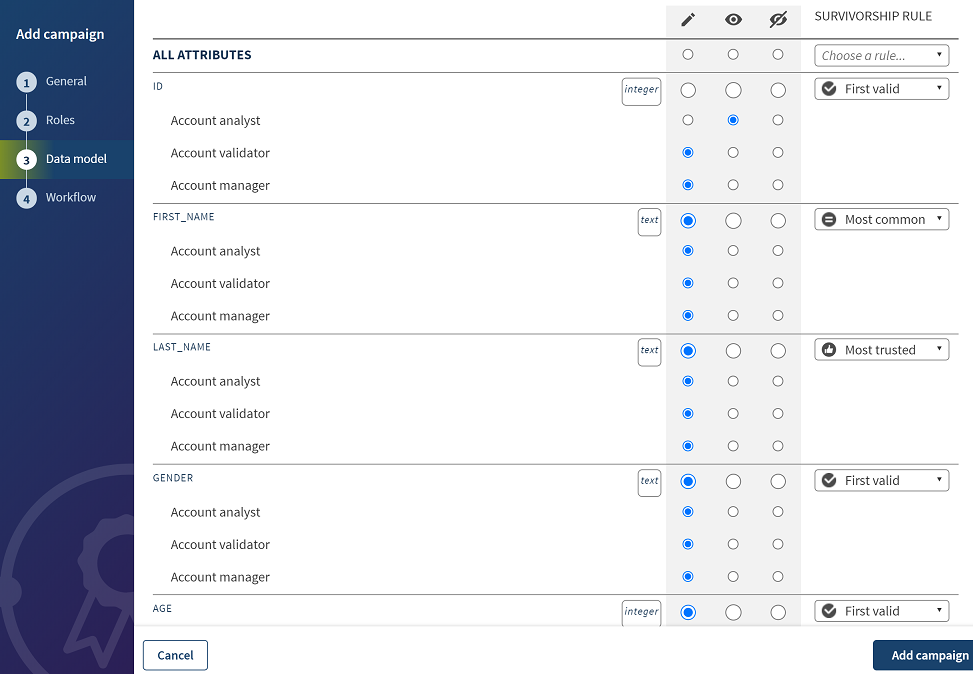 Add campaign
1 General
2 Roles
3 Data model
4 Workflow
SURVIVORSHIP RULE
ALL ATTRIBUTES
Choose a rule...
ID integer First valid
Account analyst
Account validator
Account manager
FIRST_NAME text Most common
Account analyst
Account validator
Account manager
LAST_NAME text Most trusted
Account analyst
Account validator
Account manager
GENDER text First valid
Account analyst
Account validator
Account manager
AGE integer First valid
Cancel
Add campaign